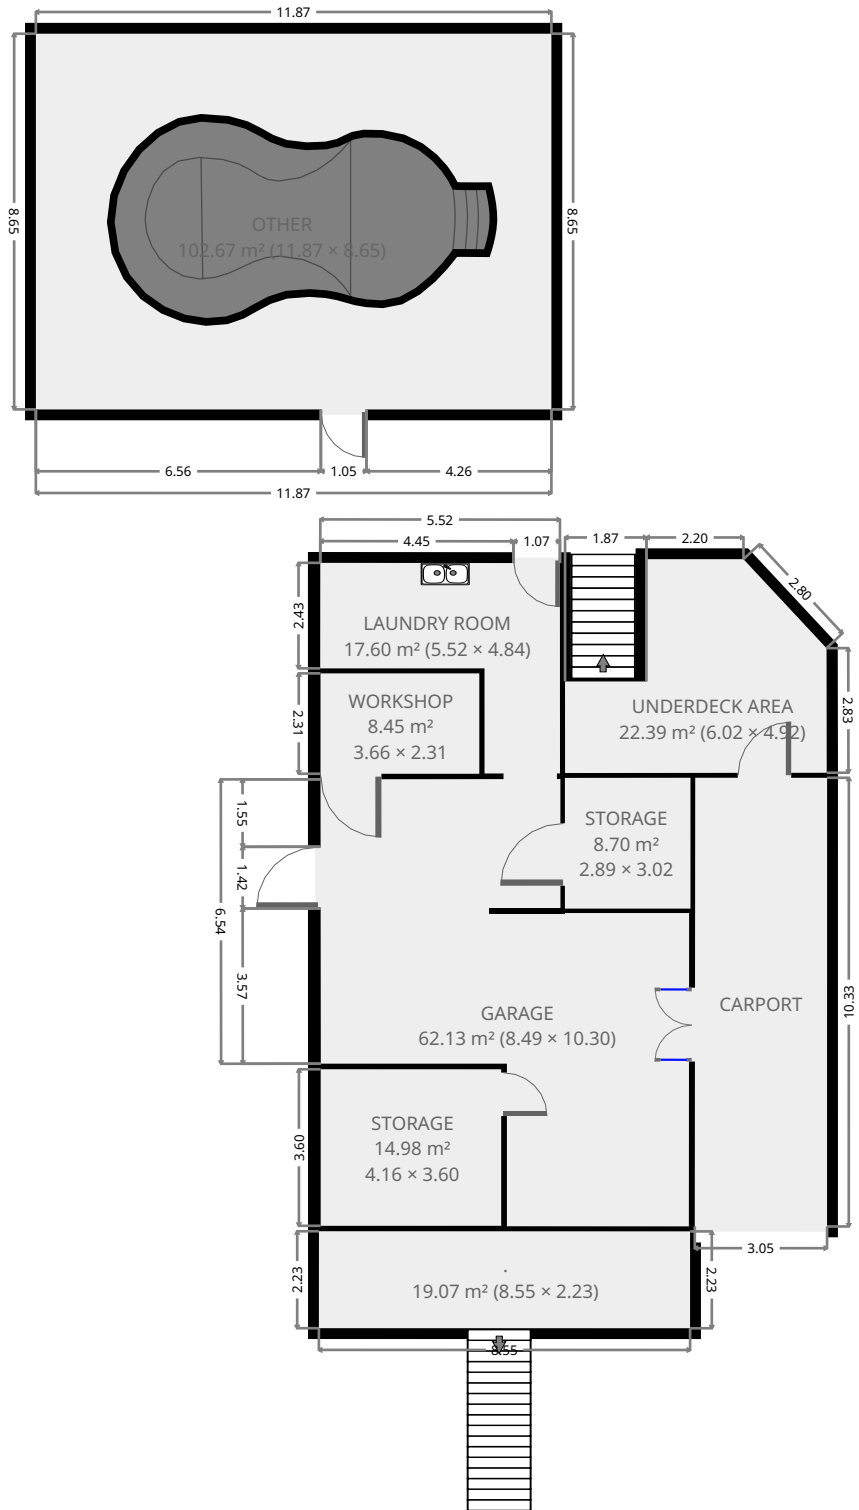 11.87
8.65
8.65
OTHER
102.67 m² (11.87 × 8.65)
6.56
1.05
4.26
11.87
5.52
4.45
1.07
1.87
2.20
2.80
2.43
LAUNDRY ROOM
17.60 m² (5.52 × 4.84)
2.31
WORKSHOP
8.45 m²
3.66 × 2.31
UNDERDECK AREA
22.39 m² (6.02 × 4.92)
2.83
1.55
1.42
6.54
3.57
STORAGE
8.70 m²
2.89 × 3.02
GARAGE
62.13 m² (8.49 × 10.30)
CARPORT
10.33
3.60
STORAGE
14.98 m²
4.16 × 3.60
3.05
2.23
.
19.07 m² (8.55 × 2.23)
2.23
8.55